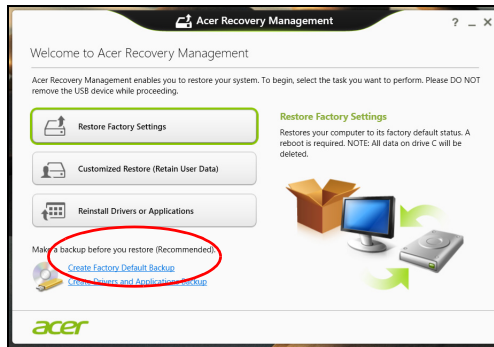 Acer Recovery Management
? _ X
Welcome to Acer Recovery Management
Acer Recovery Management enables you to restore your system. To begin, select the task you want to perform. Please DO NOT
remove the USB device while proceeding.
Restore Factory Settings
Customized Restore (Retain User Data)
Reinstall Drivers or Applications
Restore Factory Settings
Restores your computer to its factory default status. A
reboot is required. NOTE: All data on drive C will be
deleted.
Make a backup before you restore (Recommended).
Create Factory Default Backup
Create Drivers and Applications Backup
acer